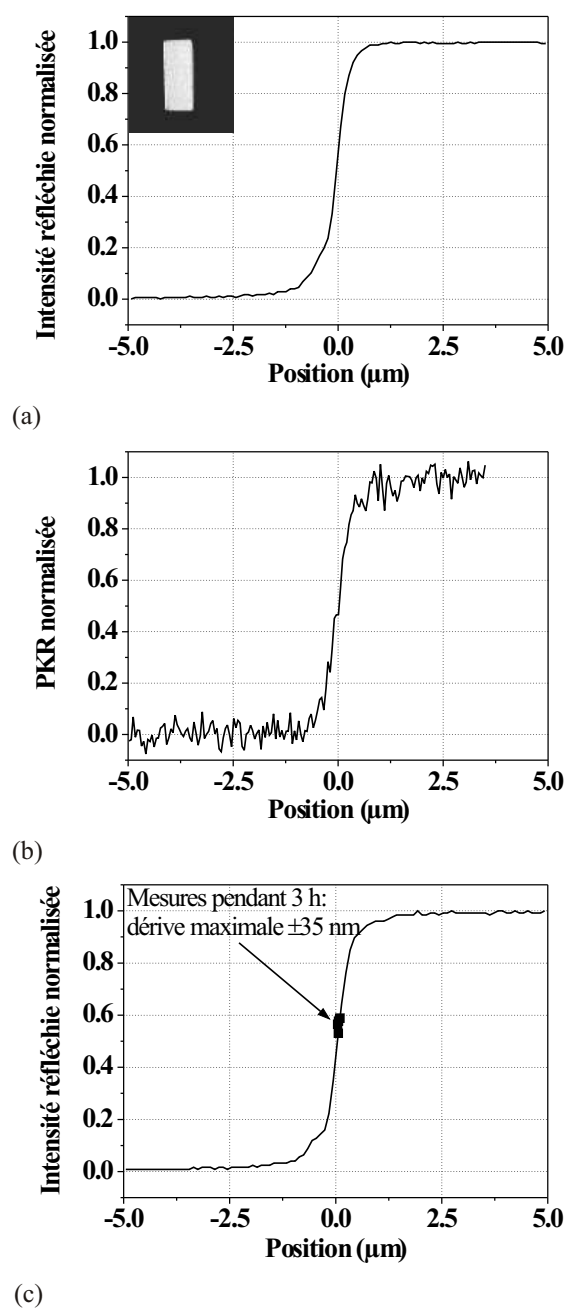 Intensité réfléchie normalisée
1.0
0.8
0.6
0.4
0.2
0.0
-5.0 -2.5 0.0 2.5 5.0
Position (µm)
(a)
PKR normalisée
1.0
0.8
0.6
0.4
0.2
0.0
-5.0 -2.5 0.0 2.5 5.0
Position (µm)
(b)
Intensité réfléchie normalisée
Mesures pendant 3 h:
dérive maximale ±35 nm
1.0
0.8
0.6
0.4
0.2
0.0
-5.0 -2.5 0.0 2.5 5.0
Position (µm)
(c)